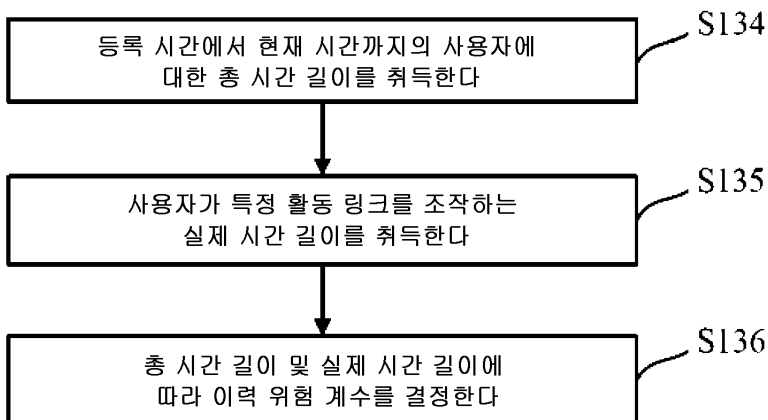 등록 시간에서 현재 시간까지의 사용자에
대한 총 시간 길이를 취득한다
S134
사용자가 특정 활동 링크를 조작하는
실제 시간 길이를 취득한다
S135
총 시간 길이 및 실제 시간 길이에
따라 이력 위험 계수를 결정한다
S136